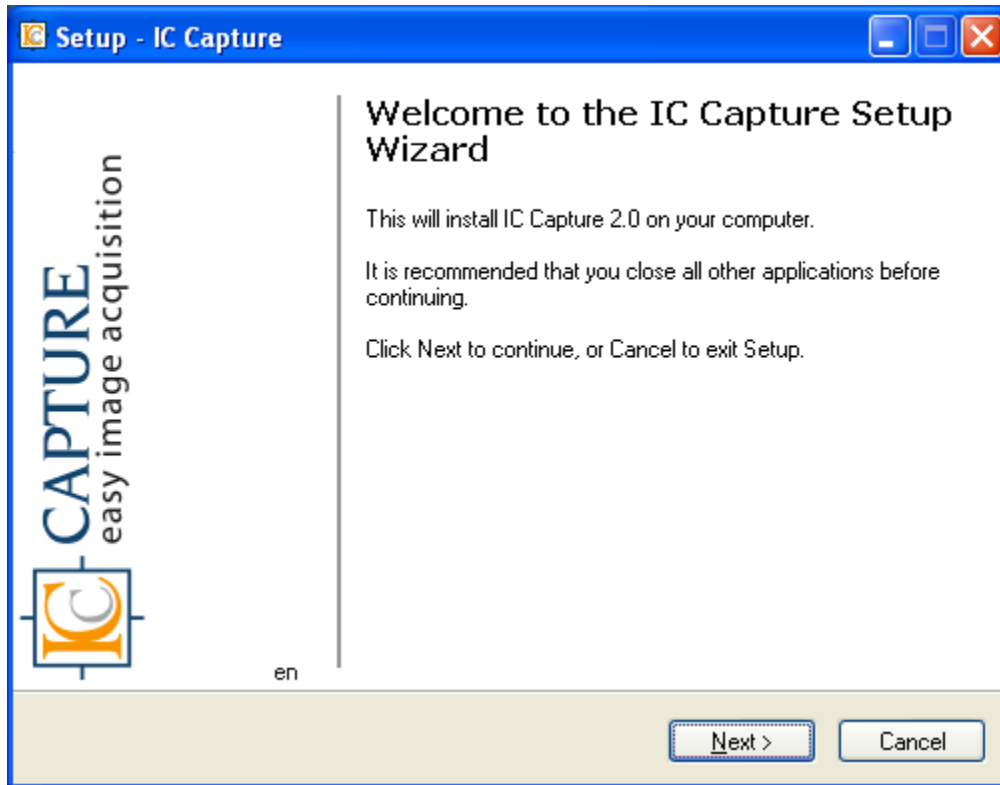 Setup - IC Capture
Welcome to the IC Capture Setup
Wizard
This will install IC Capture 2.0 on your computer.
It is recommended that you close all other applications before
continuing.
Click Next to continue, or Cancel to exit Setup.
IC CAPTURE
easy image acquisition
en
Next >
Cancel